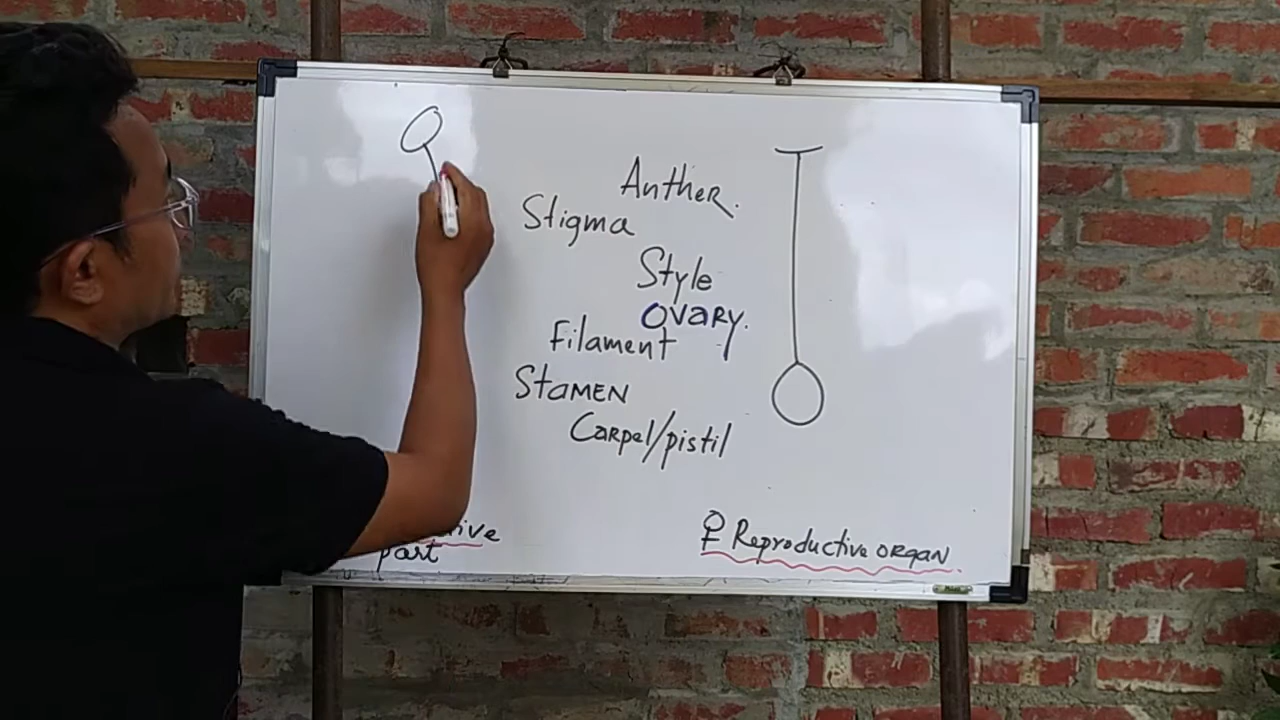 Anther.
Stigma
Style
Ovary.
Filament
Stamen
Carpel/pistil
part
♀ Reproductive organ